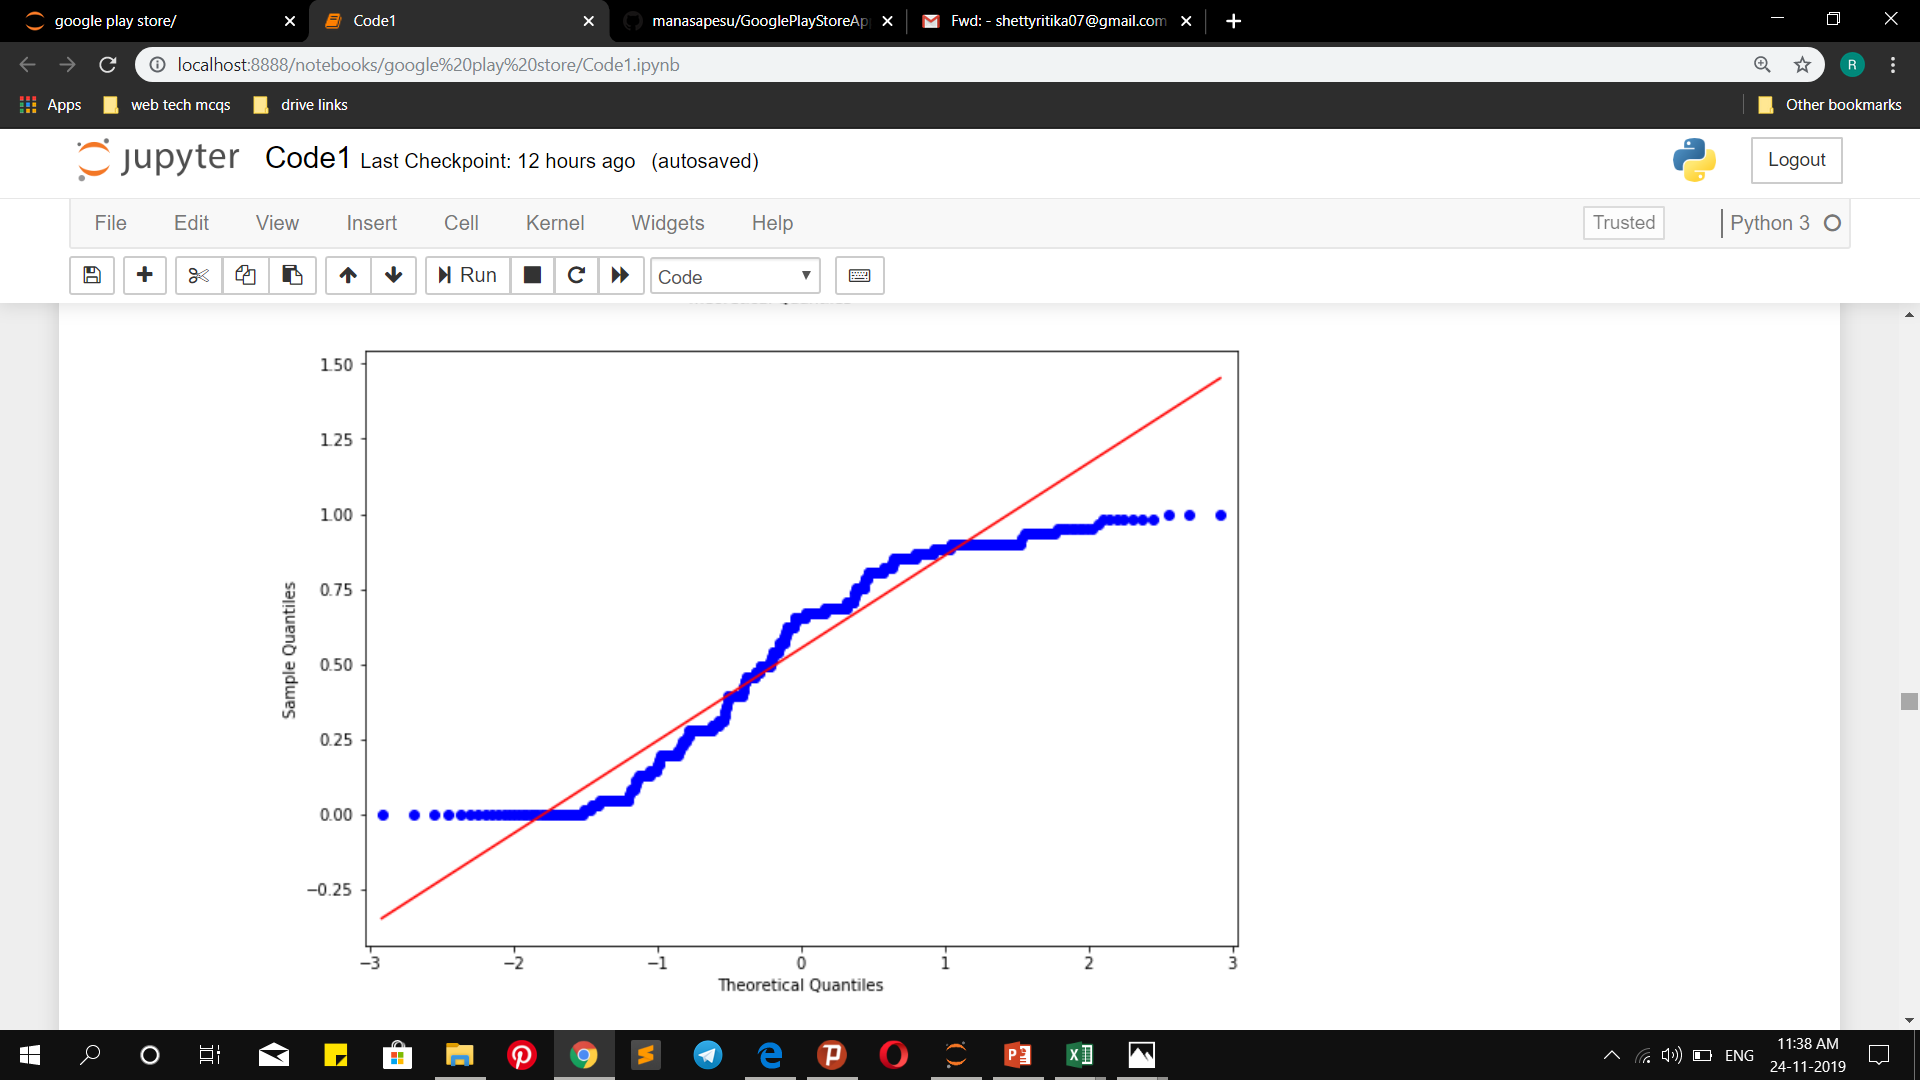 google play store/
Code1
manasapesu/GooglePlayStoreAp
Fwd: - shettyritika07@gmail.com
localhost:8888/notebooks/google%20play%20store/Code1.ipynb
R
Apps
web tech mcqs
drive links
Other bookmarks
jupyter
Code1 Last Checkpoint: 12 hours ago (autosaved)
Logout
File Edit View Insert Cell Kernel Widgets Help
Trusted
Python 3
Run
Code
1.50
1.25
1.00
0.75
0.50
0.25
0.00
−0.25
Sample Quantiles
−3 −2 −1 0 1 2 3
Theoretical Quantiles
ENG
11:38 AM
24-11-2019